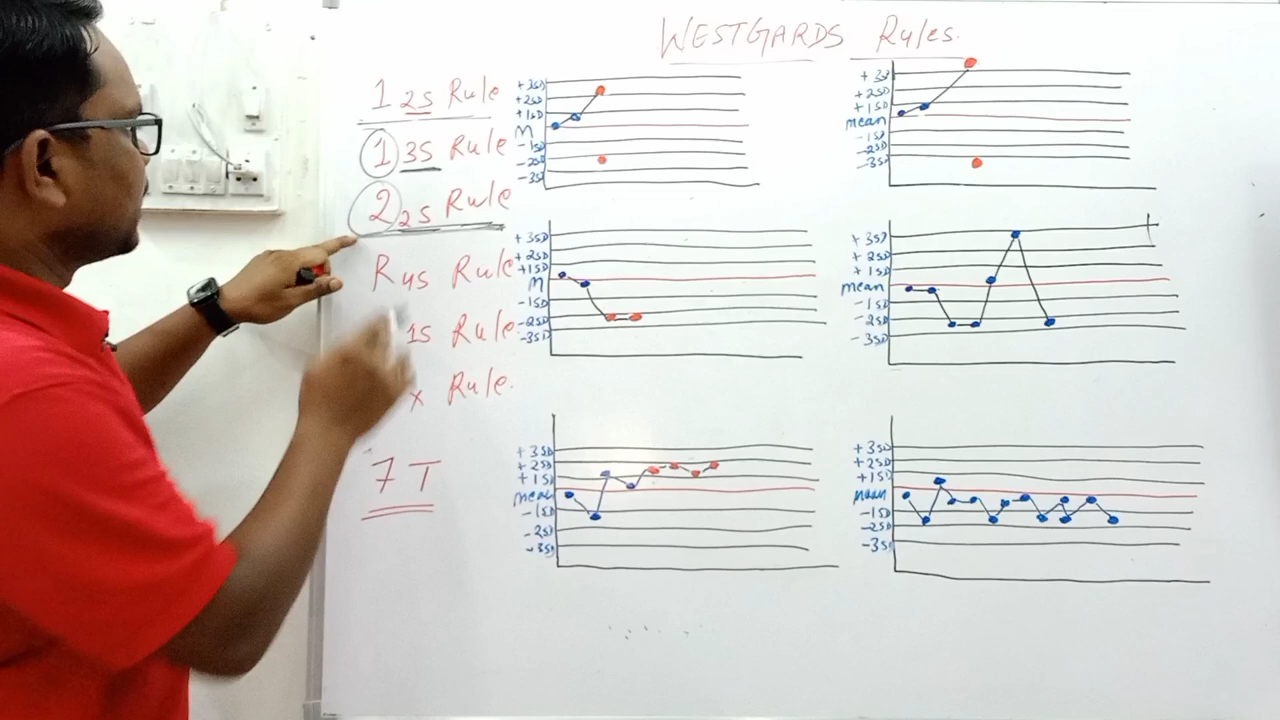 WESTGARDS Rules.
1 2s Rule
1 3s Rule
2 2s Rule
R 4s Rule
1s Rule
x Rule.
7 T
+3SD
+2SD
+1SD
M
-1SD
-2SD
-3SD
+3SD
+2SD
+1SD
mean
-1SD
-2SD
-3SD
+3SD
+2SD
+1SD
M
-1SD
-2SD
-3SD
+3SD
+2SD
+1SD
mean
-1SD
-2SD
-3SD
+3SD
+2SD
+1SD
mean
-1SD
-2SD
-3SD
+3SD
+2SD
+1SD
mean
-1SD
-2SD
-3SD